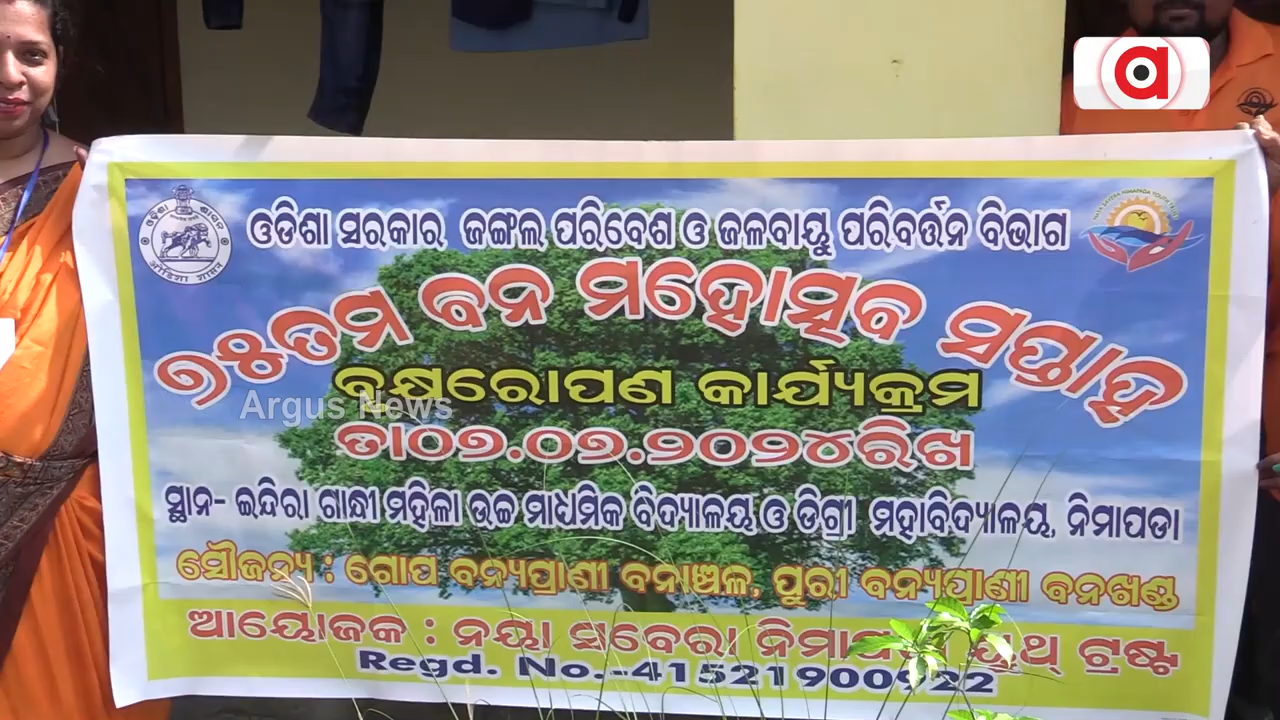 ଓଡିଶା ସରକାର ଜଙ୍ଗଲ ପରିବେଶ ଓ ଜଳବାୟୁ ପରିବର୍ତ୍ତନ ବିଭାଗ
୭୫ତମ ବନ ମହୋତ୍ସବ ସପ୍ତାହ
ବୃକ୍ଷରୋପଣ କାର୍ଯ୍ୟକ୍ରମ
Argus News
ତା୦୭.୦୭.୨୦୨୪ରିଖ
ସ୍ଥାନ- ଇନ୍ଦିରା ଗାନ୍ଧୀ ମହିଳା ଉଚ୍ଚ ମାଧ୍ୟମିକ ବିଦ୍ୟାଳୟ ଓ ଡିଗ୍ରୀ ମହାବିଦ୍ୟାଳୟ, ନିମାପଡା
ସୌଜନ୍ୟ : ଗୋପ ବନ୍ୟପ୍ରାଣୀ ବନାଞ୍ଚଳ, ପୁରୀ ବନ୍ୟପ୍ରାଣୀ ବନଖଣ୍ଡ
ଆୟୋଜକ : ନୟା ସବେରା ୟୁଥ୍ ଟ୍ରଷ୍ଟ
Regd. No.-41521900922